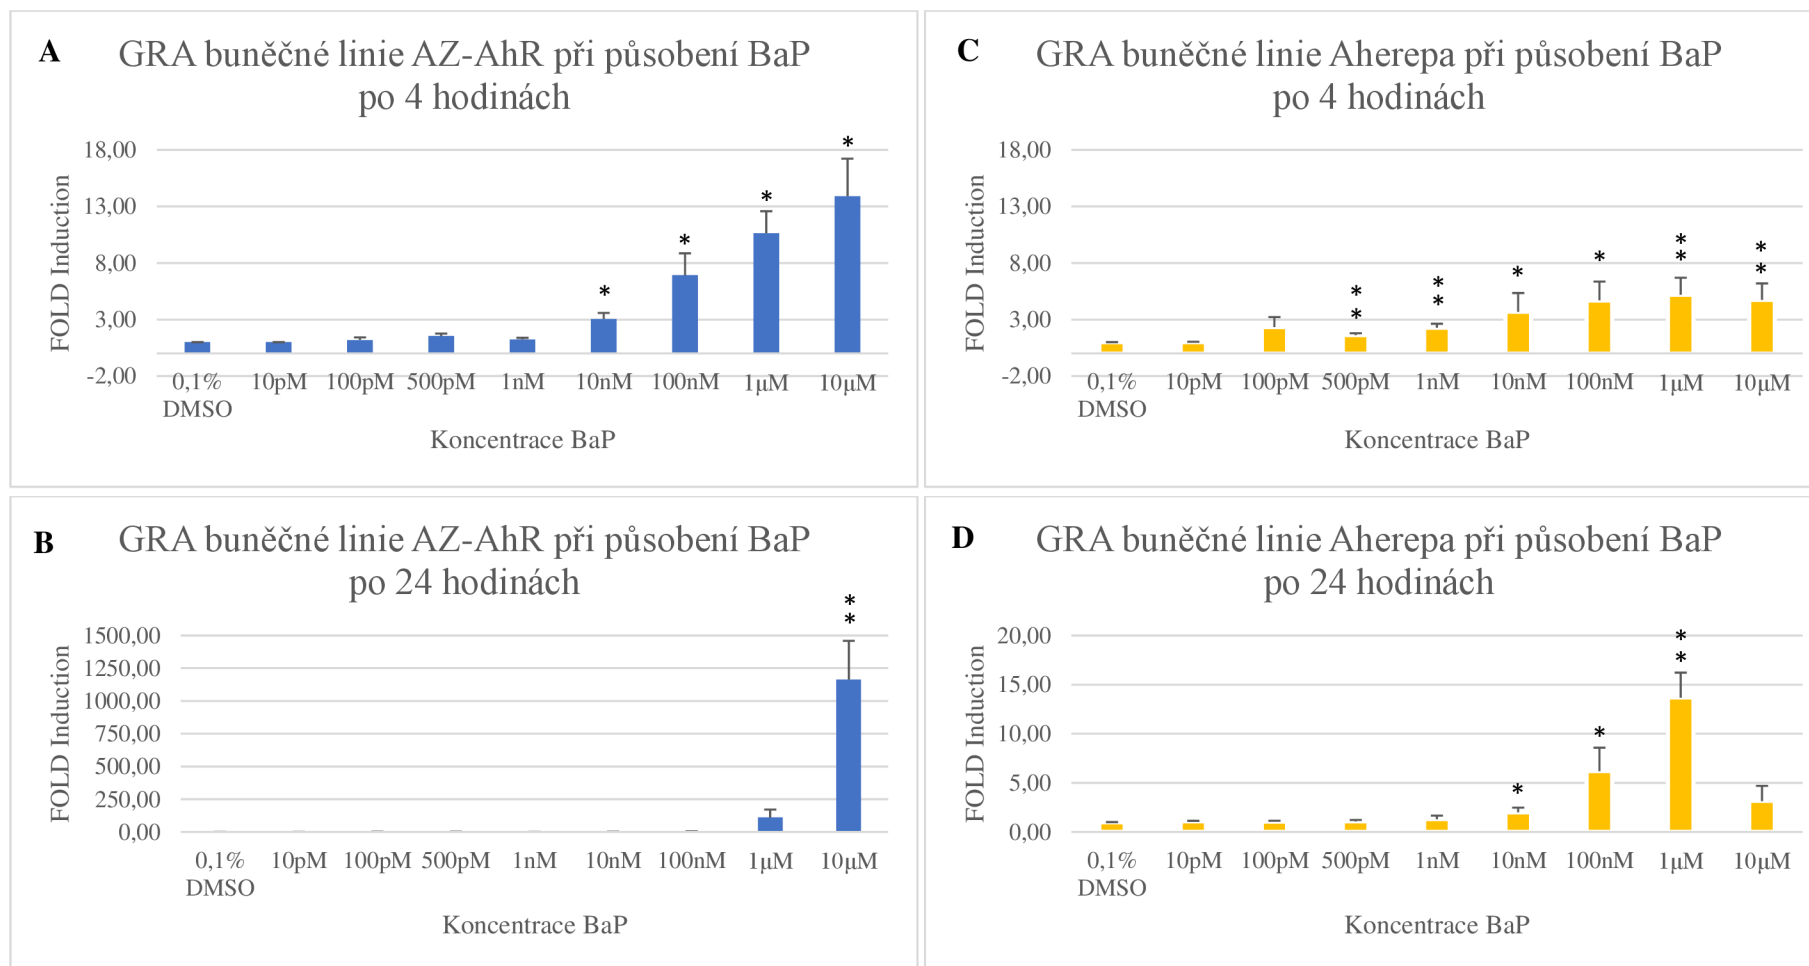 A
GRA buněčné linie AZ-AhR při působení BaP
po 4 hodinách
FOLD Induction
18,00
13,00
8,00
3,00
-2,00
* * * *
0,1% DMSO 10pM 100pM 500pM 1nM 10nM 100nM 1μM 10μM
Koncentrace BaP
C
GRA buněčné linie Aherepa při působení BaP
po 4 hodinách
FOLD Induction
18,00
13,00
8,00
3,00
-2,00
** ** * * ** **
0,1% DMSO 10pM 100pM 500pM 1nM 10nM 100nM 1μM 10μM
Koncentrace BaP
B
GRA buněčné linie AZ-AhR při působení BaP
po 24 hodinách
FOLD Induction
1500,00
1250,00
1000,00
750,00
500,00
250,00
0,00
**
0,1% DMSO 10pM 100pM 500pM 1nM 10nM 100nM 1μM 10μM
Koncentrace BaP
D
GRA buněčné linie Aherepa při působení BaP
po 24 hodinách
FOLD Induction
20,00
15,00
10,00
5,00
0,00
* * **
0,1% DMSO 10pM 100pM 500pM 1nM 10nM 100nM 1μM 10μM
Koncentrace BaP